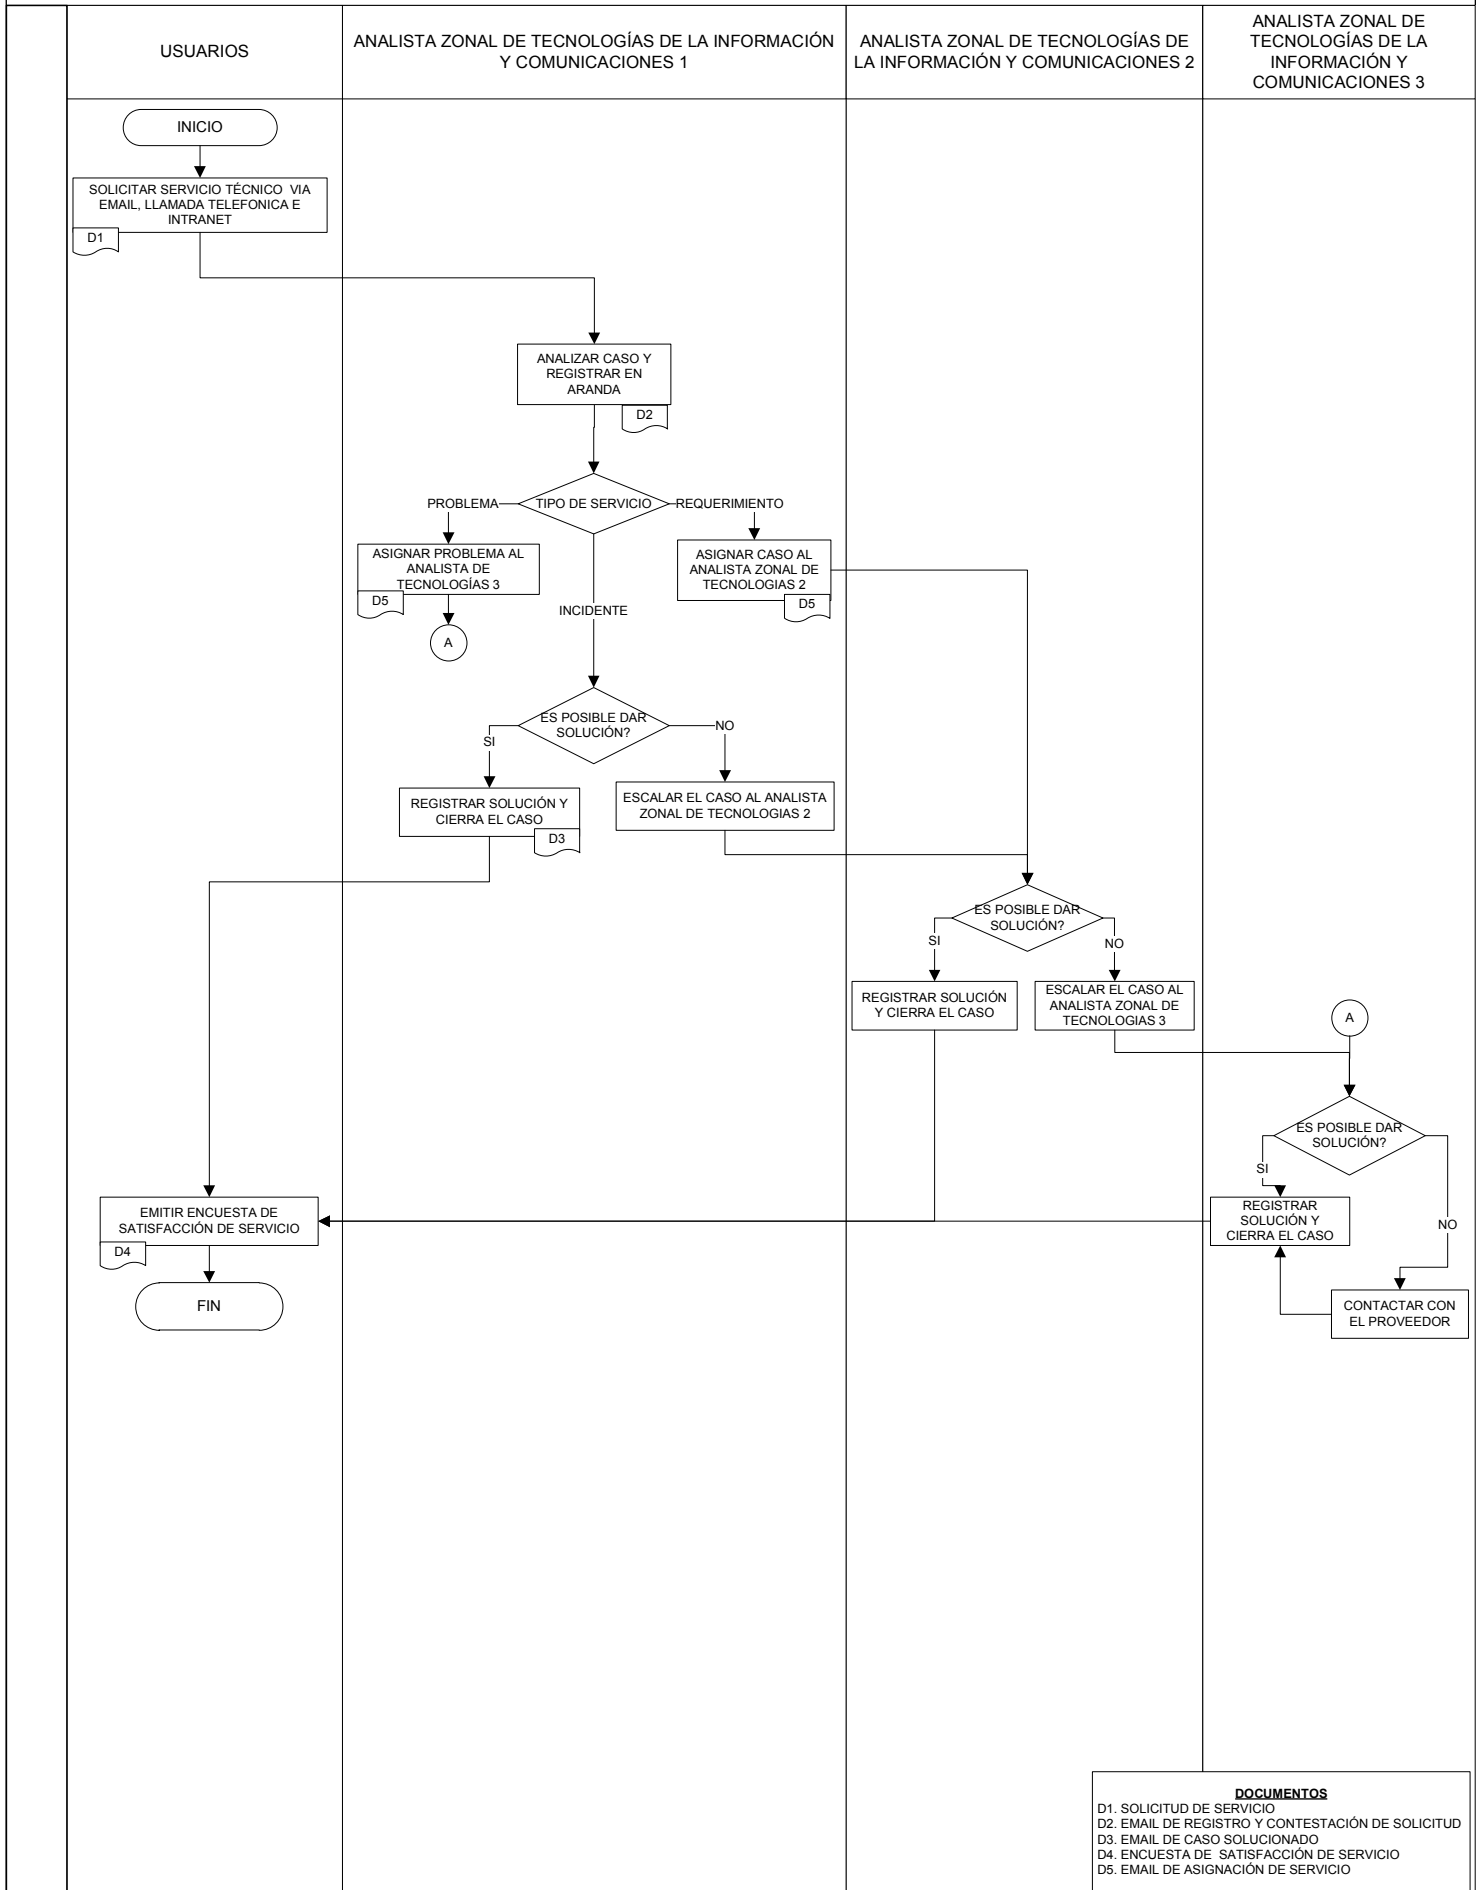 USUARIOS
ANALISTA ZONAL DE TECNOLOGÍAS DE LA INFORMACIÓN
Y COMUNICACIONES 1
ANALISTA ZONAL DE TECNOLOGÍAS DE
LA INFORMACIÓN Y COMUNICACIONES 2
ANALISTA ZONAL DE
TECNOLOGÍAS DE LA
INFORMACIÓN Y
COMUNICACIONES 3
INICIO
SOLICITAR SERVICIO TÉCNICO VIA
EMAIL, LLAMADA TELEFONICA E
INTRANET
D1
ANALIZAR CASO Y
REGISTRAR EN
ARANDA
D2
PROBLEMA
TIPO DE SERVICIO
REQUERIMIENTO
ASIGNAR PROBLEMA AL
ANALISTA DE
TECNOLOGÍAS 3
D5
A
ASIGNAR CASO AL
ANALISTA ZONAL DE
TECNOLOGIAS 2
D5
INCIDENTE
ES POSIBLE DAR
SOLUCIÓN?
SI
NO
REGISTRAR SOLUCIÓN Y
CIERRA EL CASO
D3
ESCALAR EL CASO AL ANALISTA
ZONAL DE TECNOLOGIAS 2
ES POSIBLE DAR
SOLUCIÓN?
SI
NO
REGISTRAR SOLUCIÓN
Y CIERRA EL CASO
ESCALAR EL CASO AL
ANALISTA ZONAL DE
TECNOLOGIAS 3
A
ES POSIBLE DAR
SOLUCIÓN?
SI
NO
REGISTRAR
SOLUCIÓN Y
CIERRA EL CASO
CONTACTAR CON
EL PROVEEDOR
EMITIR ENCUESTA DE
SATISFACCIÓN DE SERVICIO
D4
FIN
DOCUMENTOS
D1. SOLICITUD DE SERVICIO
D2. EMAIL DE REGISTRO Y CONTESTACIÓN DE SOLICITUD
D3. EMAIL DE CASO SOLUCIONADO
D4. ENCUESTA DE SATISFACCIÓN DE SERVICIO
D5. EMAIL DE ASIGNACIÓN DE SERVICIO